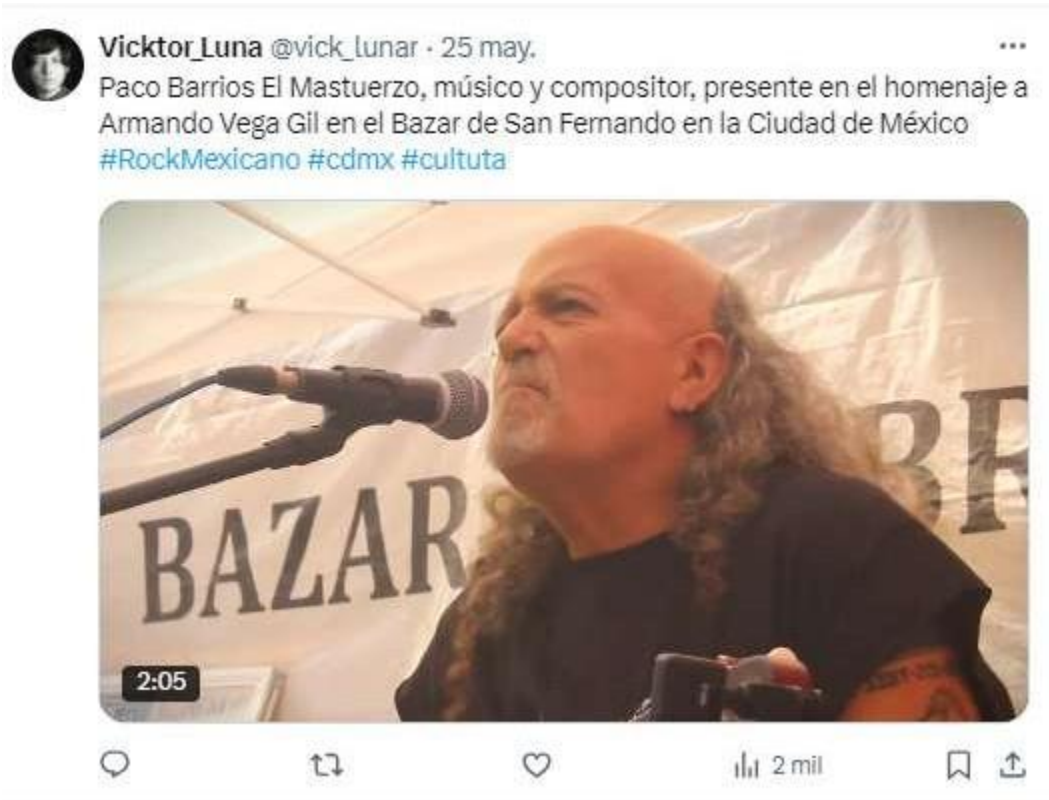 Vicktor_Luna @vick_lunar · 25 may.
Paco Barrios El Mastuerzo, músico y compositor, presente en el homenaje a
Armando Vega Gil en el Bazar de San Fernando en la Ciudad de México
#RockMexicano #cdmx #cultuta
BAZAR
BR
2:05
2 mil